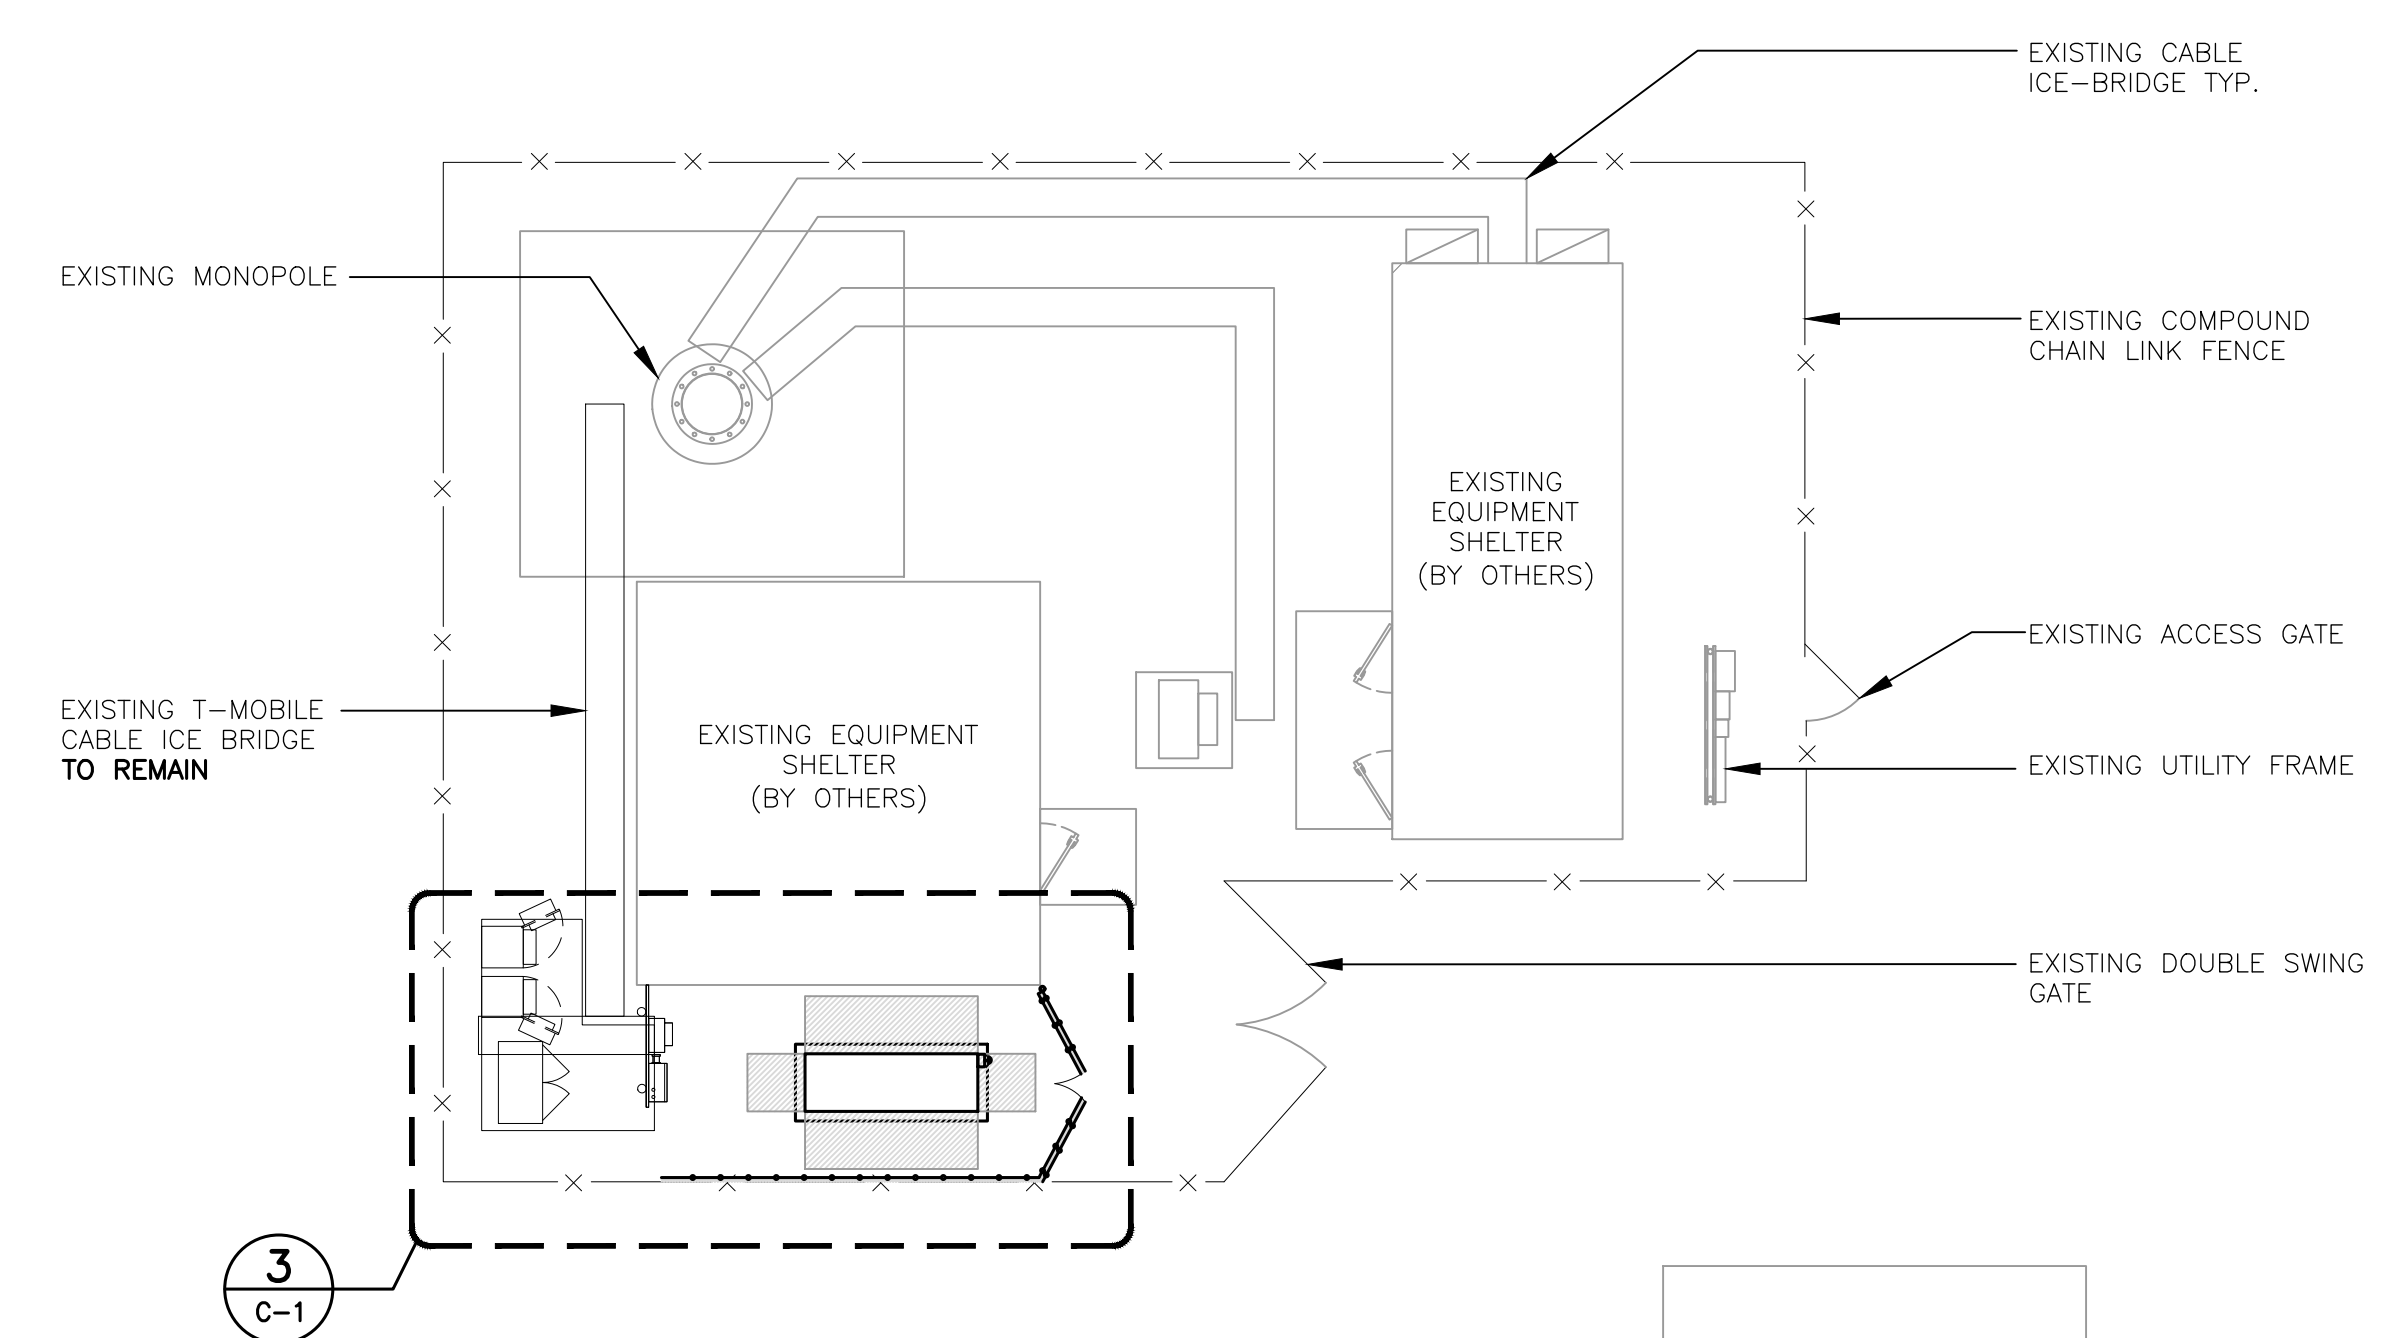 EXISTING CABLE
ICE-BRIDGE TYP.
EXISTING MONOPOLE
EXISTING COMPOUND
CHAIN LINK FENCE
EXISTING
EQUIPMENT
SHELTER
(BY OTHERS)
EXISTING ACCESS GATE
EXISTING T-MOBILE
CABLE ICE BRIDGE
TO REMAIN
EXISTING EQUIPMENT
SHELTER
(BY OTHERS)
EXISTING UTILITY FRAME
EXISTING DOUBLE SWING
GATE
3
C-1